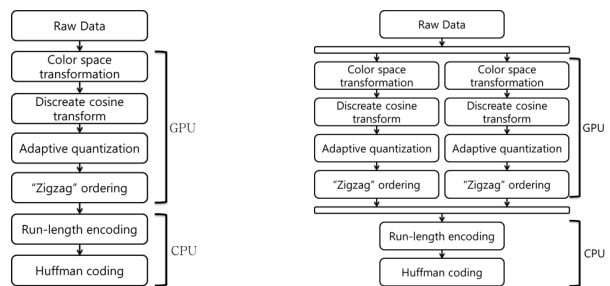 Raw Data
Color space
transformation
Discreate cosine
transform
Adaptive quantization
"Zigzag" ordering
Run-length encoding
Huffman coding
GPU
CPU
Raw Data
Color space
transformation
Color space
transformation
Discreate cosine
transform
Discreate cosine
transform
Adaptive quantization
Adaptive quantization
"Zigzag" ordering
"Zigzag" ordering
Run-length encoding
Huffman coding
GPU
CPU